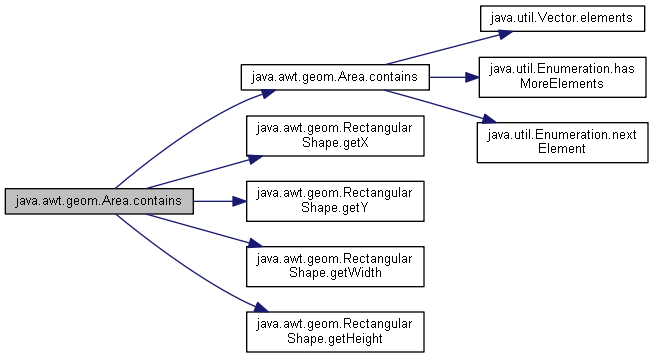 java.util.Vector.elements
java.awt.geom.Area.contains
java.util.Enumeration.has
MoreElements
java.awt.geom.Rectangular
Shape.getX
java.util.Enumeration.next
Element
java.awt.geom.Area.contains
java.awt.geom.Rectangular
Shape.getY
java.awt.geom.Rectangular
Shape.getWidth
java.awt.geom.Rectangular
Shape.getHeight